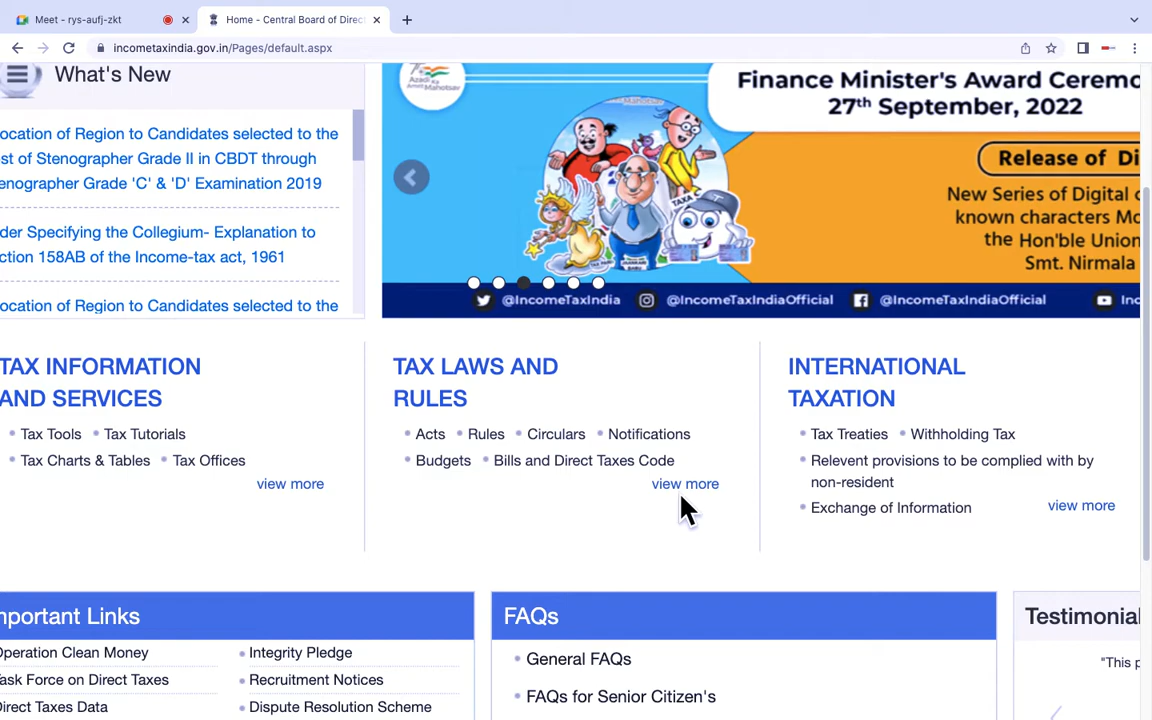 Meet - rys-aufj-zkt
Home - Central Board of Direc
incometaxindia.gov.in/Pages/default.aspx
What's New
ocation of Region to Candidates selected to the
st of Stenographer Grade II in CBDT through
enographer Grade 'C' & 'D' Examination 2019
der Specifying the Collegium- Explanation to
ction 158AB of the Income-tax act, 1961
ocation of Region to Candidates selected to the
Azadi Ka
Amrit Mahotsav
Finance Minister's Award Ceremo
27th September, 2022
Release of Di
New Series of Digital c
known characters Mo
the Hon'ble Union
Smt. Nirmala
@IncomeTaxIndia
@IncomeTaxIndiaOfficial
@IncomeTaxIndiaOfficial
Inc
TAX INFORMATION
AND SERVICES
Tax Tools
Tax Tutorials
Tax Charts & Tables
Tax Offices
view more
TAX LAWS AND
RULES
Acts
Rules
Circulars
Notifications
Budgets
Bills and Direct Taxes Code
view more
INTERNATIONAL
TAXATION
Tax Treaties
Withholding Tax
Relevent provisions to be complied with by
non-resident
Exchange of Information
view more
nportant Links
Operation Clean Money
Integrity Pledge
ask Force on Direct Taxes
Recruitment Notices
Direct Taxes Data
Dispute Resolution Scheme
FAQs
General FAQs
FAQs for Senior Citizen's
Testimonial
"This p